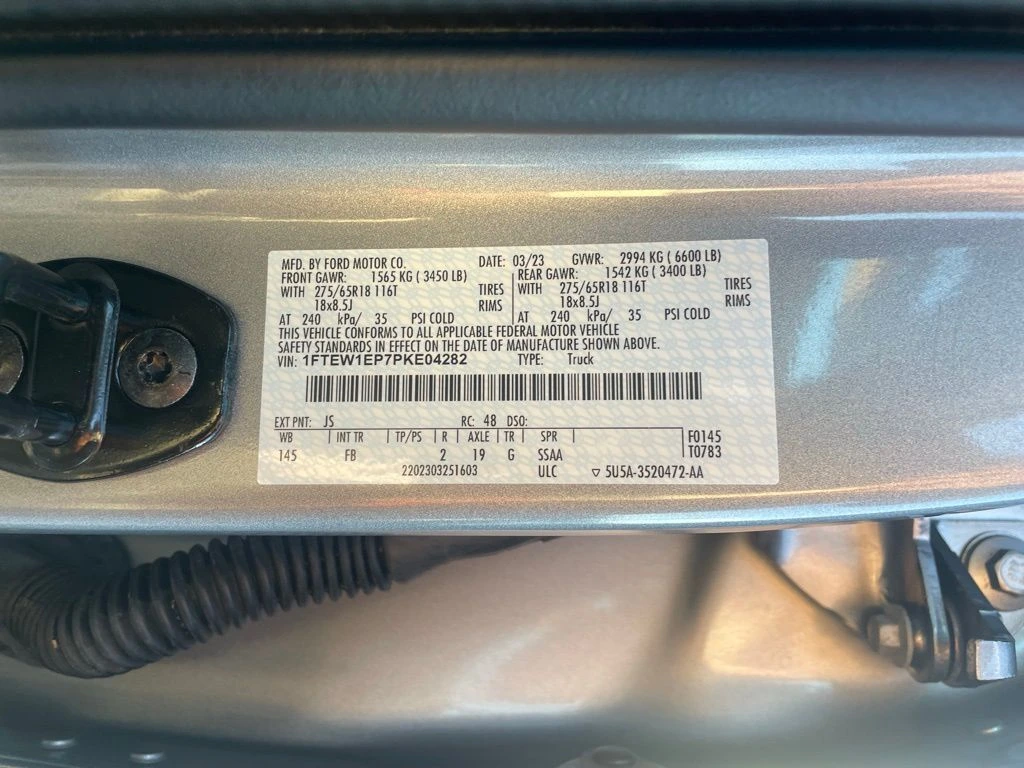 MFD. BY FORD MOTOR CO. DATE: 03/23 GVWR: 2994 KG ( 6600 LB)
FRONT GAWR: 1565 KG ( 3450 LB) REAR GAWR: 1542 KG ( 3400 LB)
WITH 275/65R18 116T TIRES WITH 275/65R18 116T TIRES
18x8.5J RIMS 18x8.5J RIMS
AT 240 kPa/ 35 PSI COLD AT 240 kPa/ 35 PSI COLD
THIS VEHICLE CONFORMS TO ALL APPLICABLE FEDERAL MOTOR VEHICLE
SAFETY STANDARDS IN EFFECT ON THE DATE OF MANUFACTURE SHOWN ABOVE.
VIN: 1FTEW1EP7PKE04282 TYPE: Truck
EXT PNT: JS RC: 48 DSO:
WB | INT TR | TP/PS | R | AXLE | TR | SPR | F0145
145 FB 2 19 G SSAA T0783
2202303251603 ULC ▽ 5U5A-3520472-AA